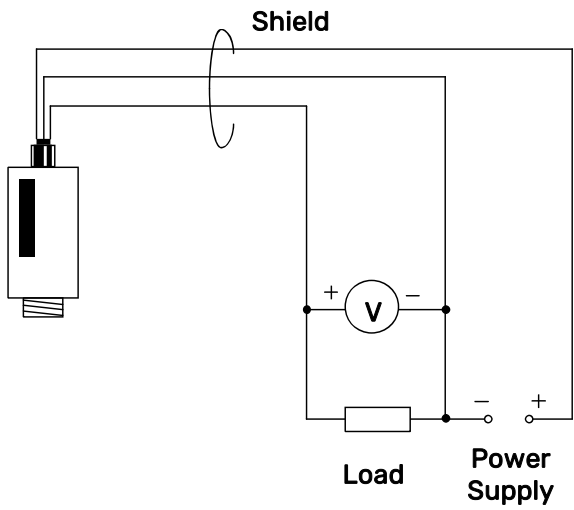 Shield
+ V −
− +
Load
Power
Supply